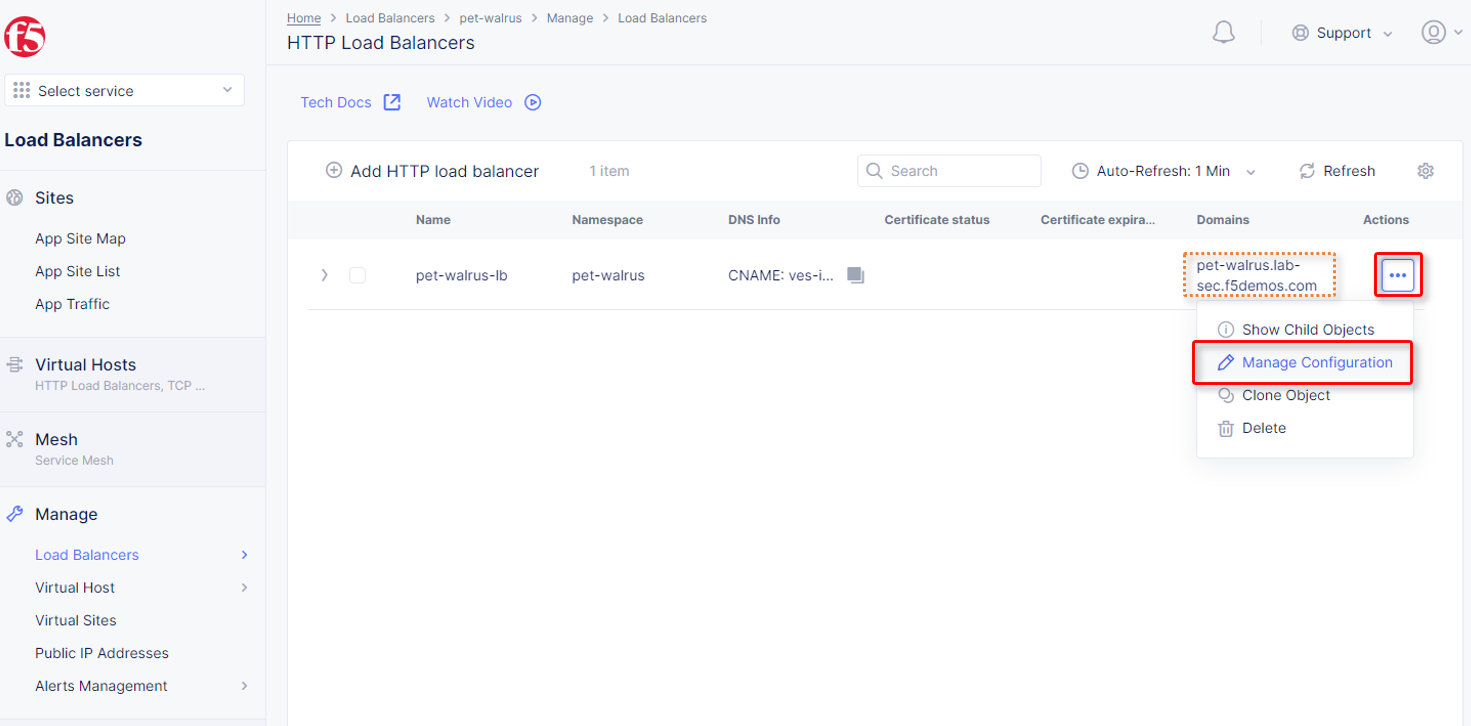 f5
Select service
Load Balancers
Sites
App Site Map
App Site List
App Traffic
Virtual Hosts
HTTP Load Balancers, TCP ...
Mesh
Service Mesh
Manage
Load Balancers
Virtual Host
Virtual Sites
Public IP Addresses
Alerts Management
Home > Load Balancers > pet-walrus > Manage > Load Balancers
HTTP Load Balancers
Support
Tech Docs Watch Video
Add HTTP load balancer 1 item Search Auto-Refresh: 1 Min Refresh
Name Namespace DNS Info Certificate status Certificate expira... Domains Actions
pet-walrus-lb pet-walrus CNAME: ves-i... pet-walrus.lab-
sec.f5demos.com
Show Child Objects
Manage Configuration
Clone Object
Delete